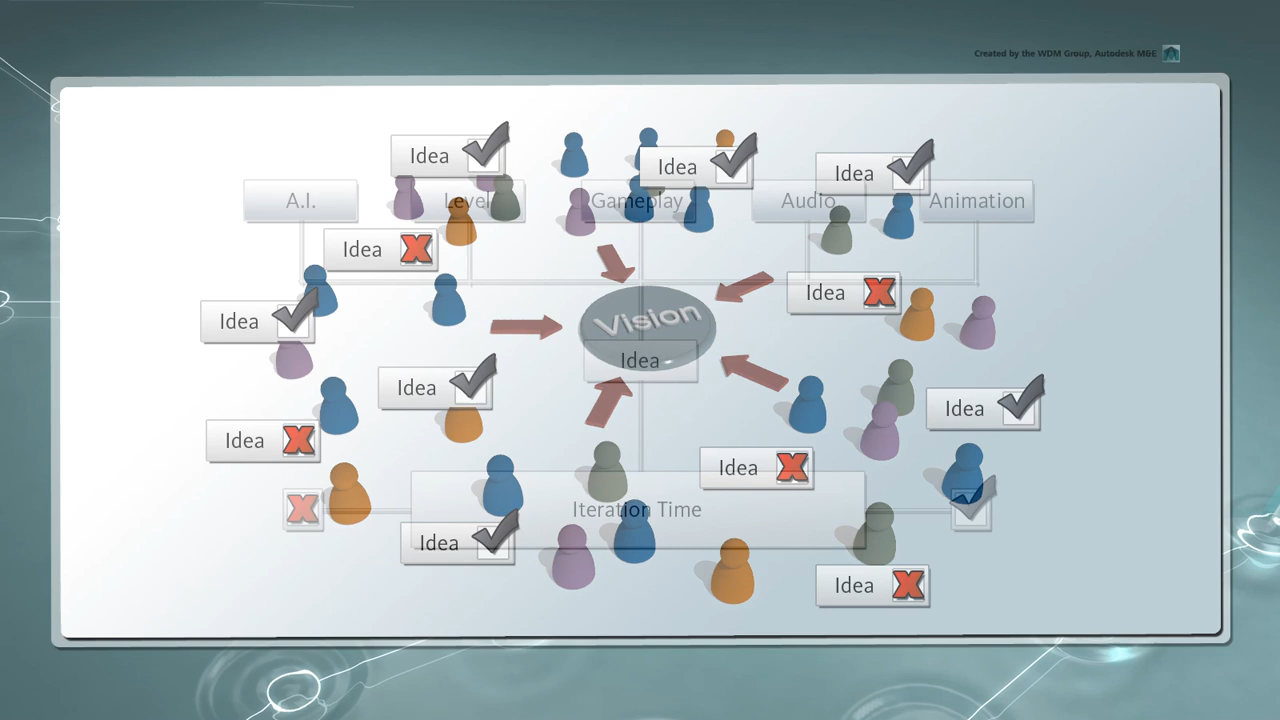 Created by the WDM Group, Autodesk M&E
Idea
Idea
Idea
A.I.
Level
Gameplay
Audio
Animation
Idea
Idea
Idea
Vision
Idea
Idea
Idea
Idea
Idea
Iteration Time
Idea
Idea